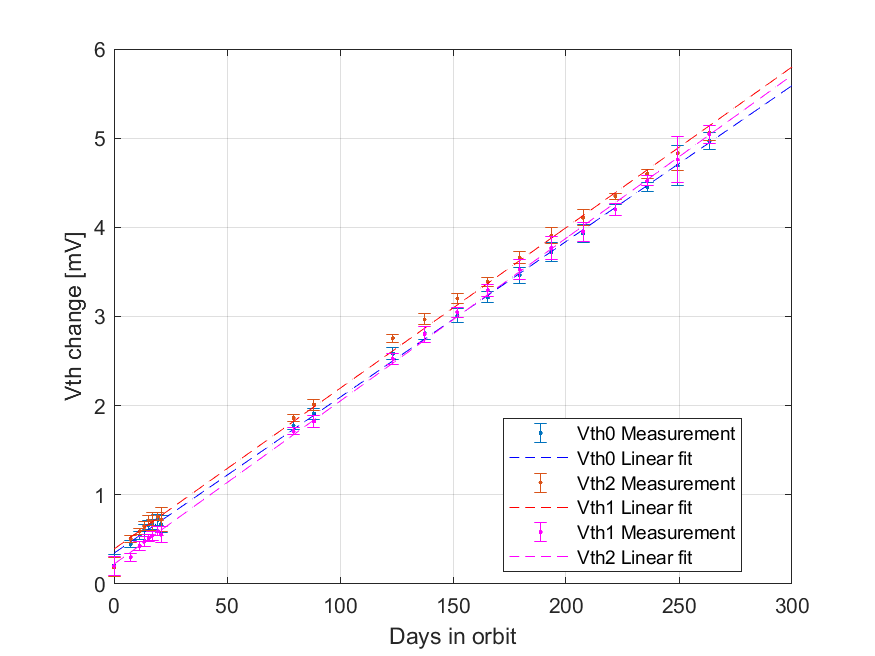 6
5
4
3
2
1
0
Vth change [mV]
0 50 100 150 200 250 300
Days in orbit
Vth0 Measurement
Vth0 Linear fit
Vth2 Measurement
Vth1 Linear fit
Vth1 Measurement
Vth2 Linear fit